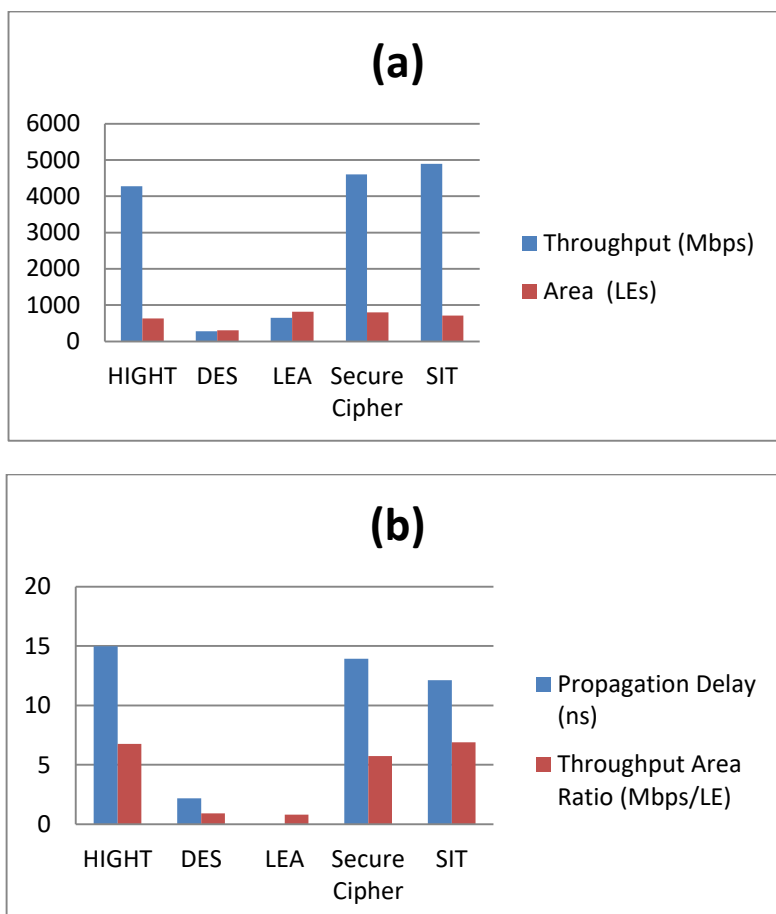 (a)
6000
5000
4000
3000
2000
1000
0
HIGHT DES LEA Secure Cipher SIT
Throughput (Mbps)
Area (LEs)
(b)
20
15
10
5
0
HIGHT DES LEA Secure Cipher SIT
Propagation Delay
(ns)
Throughput Area
Ratio (Mbps/LE)